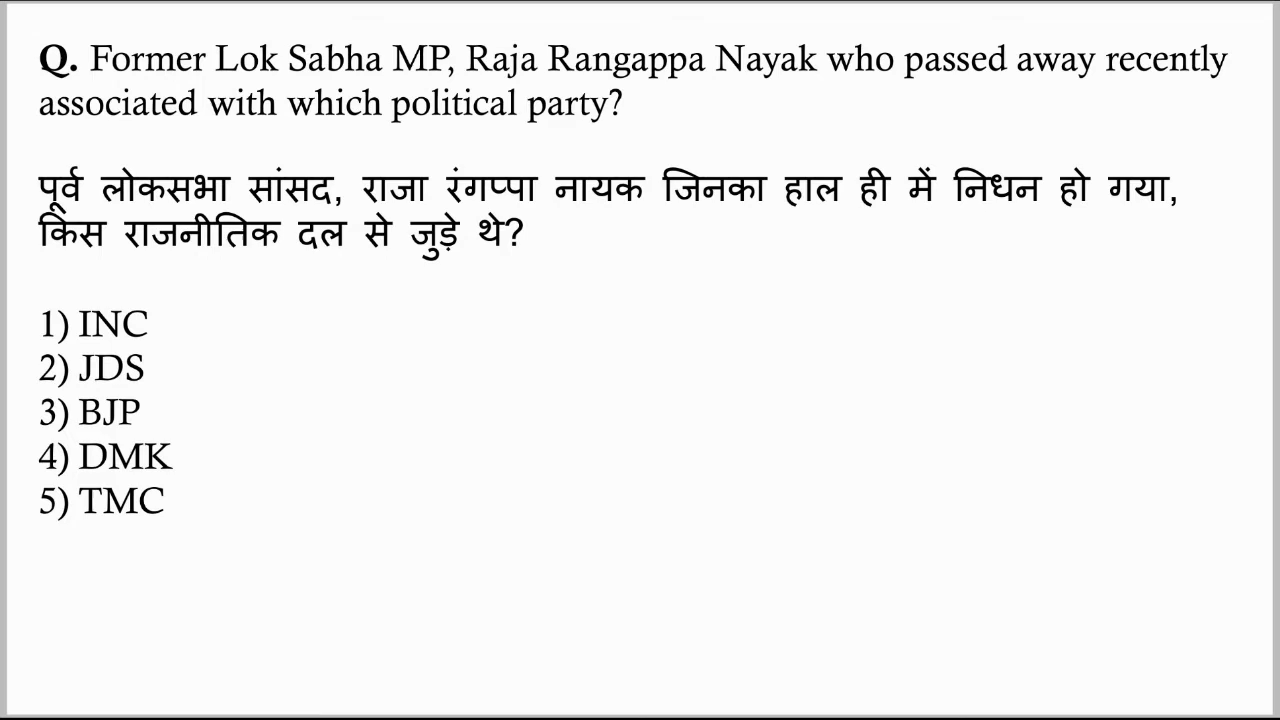 Q. Former Lok Sabha MP, Raja Rangappa Nayak who passed away recently
associated with which political party?
पूर्व लोकसभा सांसद, राजा रंगप्पा नायक जिनका हाल ही में निधन हो गया,
किस राजनीतिक दल से जुड़े थे?
1) INC
2) JDS
3) BJP
4) DMK
5) TMC